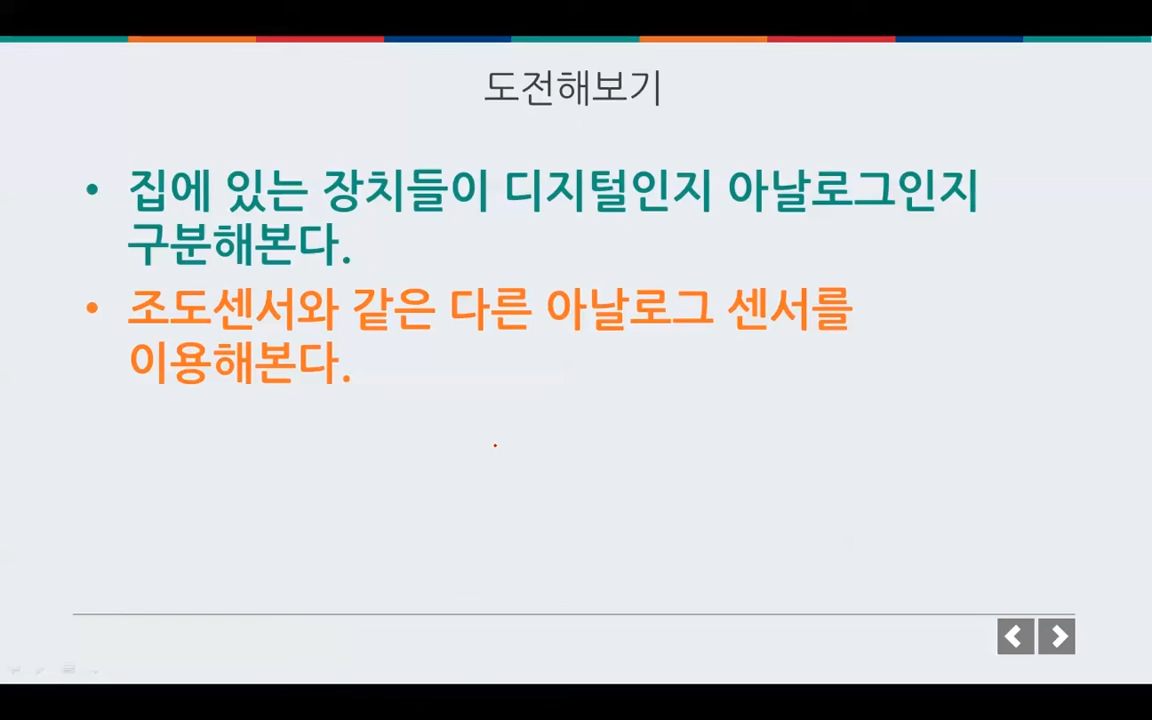 도전해보기
• 집에 있는 장치들이 디지털인지 아날로그인지
구분해본다.
• 조도센서와 같은 다른 아날로그 센서를
이용해본다.